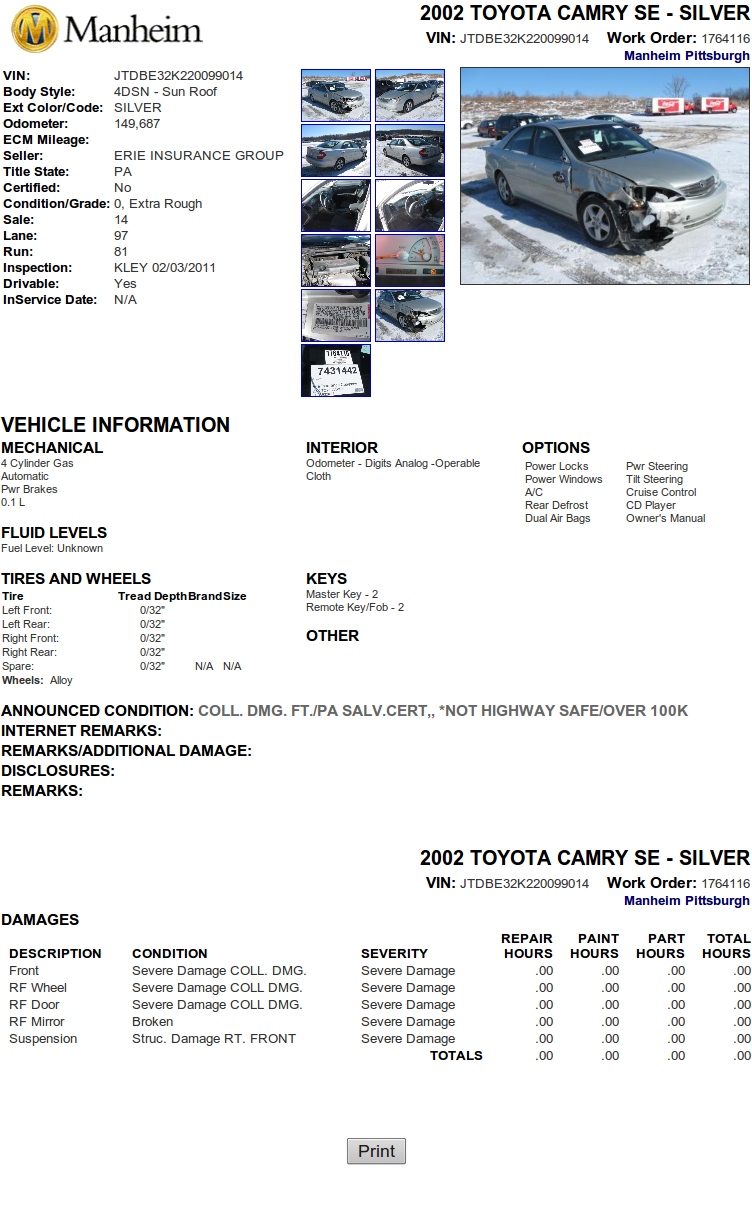 Manheim
2002 TOYOTA CAMRY SE - SILVER
VIN: JTDBE32K220099014 Work Order: 1764116
Manheim Pittsburgh
VIN: JTDBE32K220099014
Body Style: 4DSN - Sun Roof
Ext Color/Code: SILVER
Odometer: 149,687
ECM Mileage:
Seller: ERIE INSURANCE GROUP
Title State: PA
Certified: No
Condition/Grade: 0, Extra Rough
Sale: 14
Lane: 97
Run: 81
Inspection: KLEY 02/03/2011
Drivable: Yes
InService Date: N/A
7764116
7431442
VEHICLE INFORMATION
MECHANICAL
4 Cylinder Gas
Automatic
Pwr Brakes
0.1 L
INTERIOR
Odometer - Digits Analog -Operable
Cloth
OPTIONS
Power Locks Pwr Steering
Power Windows Tilt Steering
A/C Cruise Control
Rear Defrost CD Player
Dual Air Bags Owner's Manual
FLUID LEVELS
Fuel Level: Unknown
TIRES AND WHEELS
Tire Tread Depth Brand Size
Left Front: 0/32"
Left Rear: 0/32"
Right Front: 0/32"
Right Rear: 0/32"
Spare: 0/32" N/A N/A
Wheels: Alloy
KEYS
Master Key - 2
Remote Key/Fob - 2
OTHER
ANNOUNCED CONDITION: COLL. DMG. FT./PA SALV.CERT,, *NOT HIGHWAY SAFE/OVER 100K
INTERNET REMARKS:
REMARKS/ADDITIONAL DAMAGE:
DISCLOSURES:
REMARKS:
2002 TOYOTA CAMRY SE - SILVER
VIN: JTDBE32K220099014 Work Order: 1764116
Manheim Pittsburgh
DAMAGES
DESCRIPTION CONDITION SEVERITY REPAIR HOURS PAINT HOURS PART HOURS TOTAL HOURS
Front Severe Damage COLL. DMG. Severe Damage .00 .00 .00 .00
RF Wheel Severe Damage COLL DMG. Severe Damage .00 .00 .00 .00
RF Door Severe Damage COLL DMG. Severe Damage .00 .00 .00 .00
RF Mirror Broken Severe Damage .00 .00 .00 .00
Suspension Struc. Damage RT. FRONT Severe Damage .00 .00 .00 .00
TOTALS .00 .00 .00 .00
Print